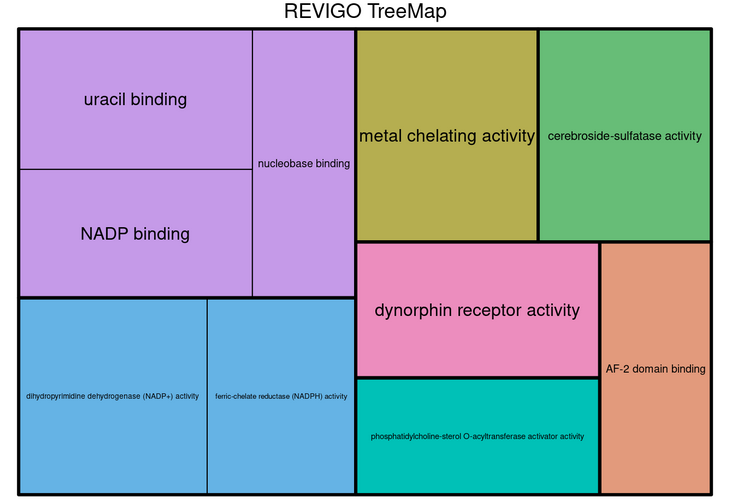 REVIGO TreeMap
uracil binding
nucleobase binding
NADP binding
metal chelating activity
cerebroside-sulfatase activity
dihydropyrimidine dehydrogenase (NADP+) activity
ferric-chelate reductase (NADPH) activity
dynorphin receptor activity
AF-2 domain binding
phosphatidylcholine-sterol O-acyltransferase activator activity